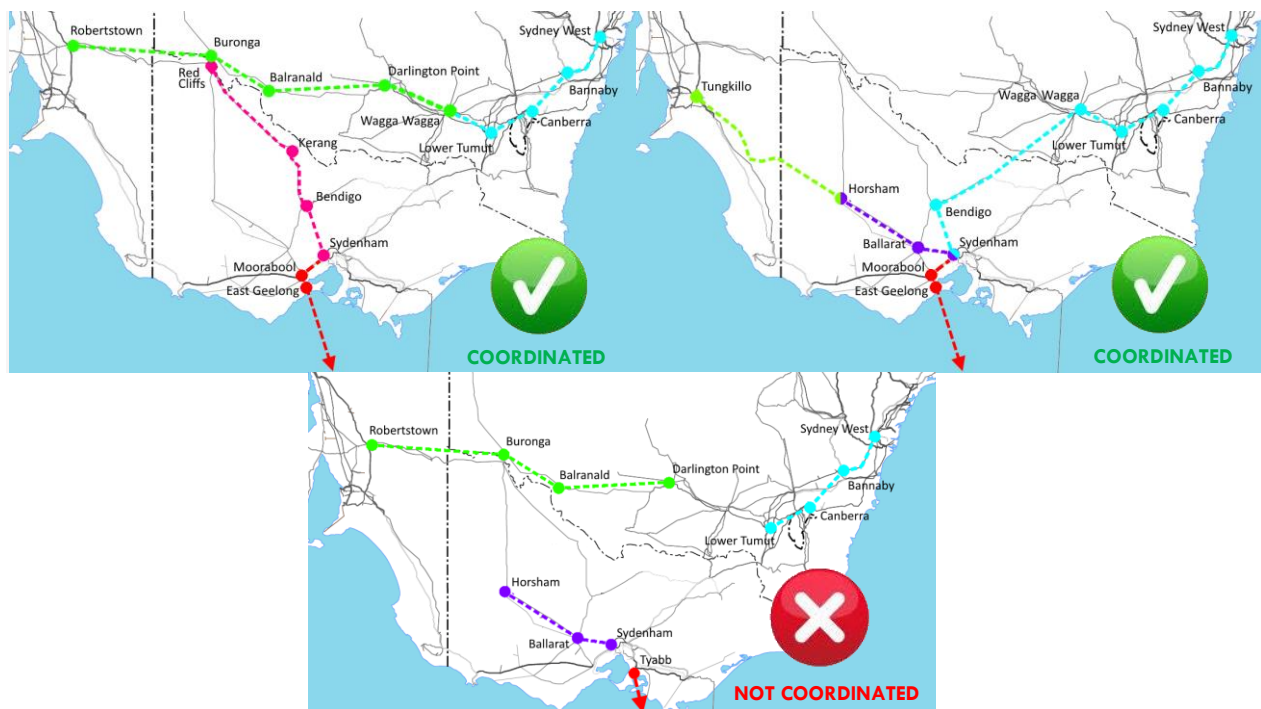 Robertstown
Buronga
Red
Cliffs
Balranald
Darlington Point
Wagga Wagga
Lower Tumut
Canberra
Bannaby
Sydney West
Kerang
Bendigo
Sydenham
Moorabool
East Geelong
COORDINATED
Tungkillo
Horsham
Ballarat
Moorabool
East Geelong
Sydenham
Bendigo
Wagga Wagga
Lower Tumut
Canberra
Bannaby
Sydney West
COORDINATED
Robertstown
Buronga
Balranald
Darlington Point
Sydney West
Bannaby
Canberra
Lower Tumut
Horsham
Ballarat
Sydenham
Tyabb
NOT COORDINATED